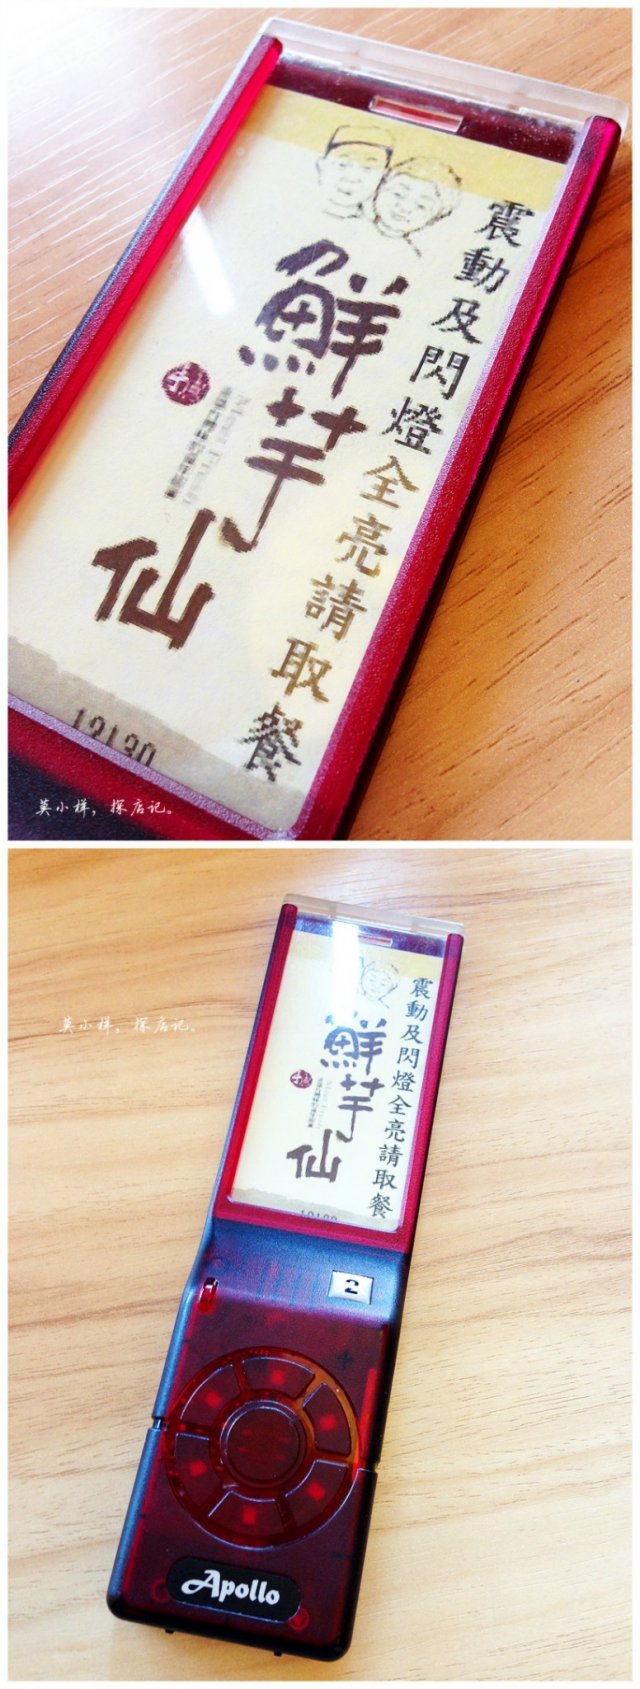 震動及閃燈全亮請取餐
鮮芋仙
12130
莫小样，探店记。
莫小样，探店记。
震動及閃燈全亮請取餐
鮮芋仙
2
Apollo